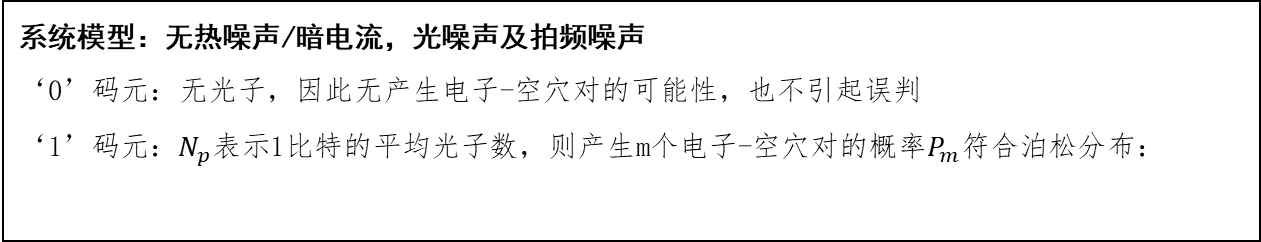 系统模型：无热噪声/暗电流，光噪声及拍频噪声
‘0’码元：无光子，因此无产生电子-空穴对的可能性，也不引起误判
‘1’码元：Nₚ表示1比特的平均光子数，则产生m个电子-空穴对的概率Pₘ符合泊松分布：